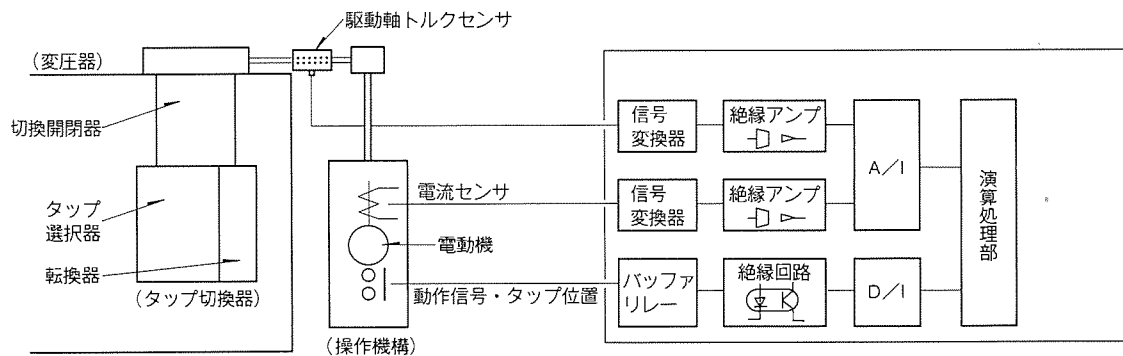 駆動軸トルクセンサ
(変圧器)
切換開閉器
タップ
選択器
転換器
(タップ切換器)
電流センサ
電動機
動作信号・タップ位置
(操作機構)
信号
変換器
絶縁アンプ
信号
変換器
絶縁アンプ
A/I
バッファ
リレー
絶縁回路
D/I
演算処理部